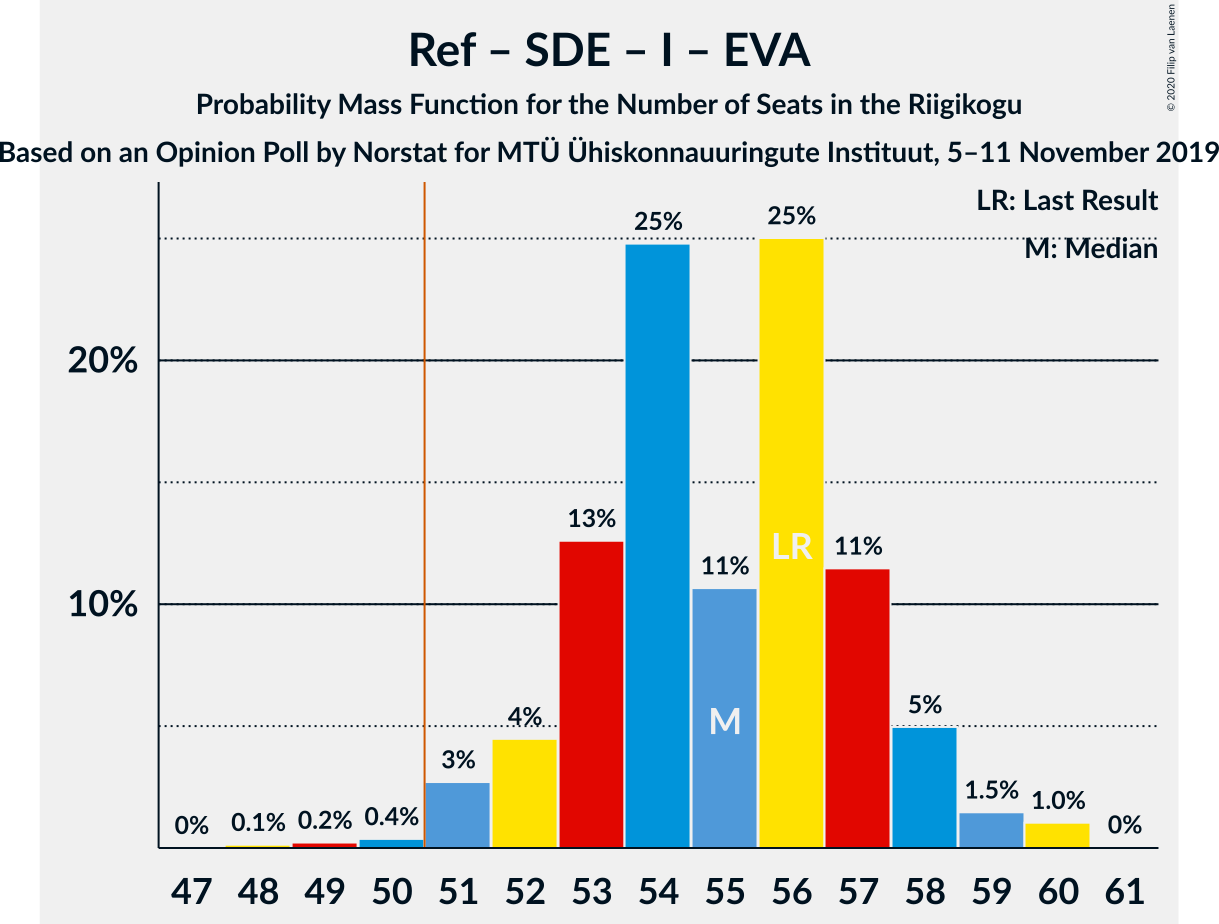 Ref – SDE – I – EVA
Probability Mass Function for the Number of Seats in the Riigikogu
Based on an Opinion Poll by Norstat for MTÜ Ühiskonnauuringute Instituut, 5–11 November 2019
© 2020 Filip van Laenen
LR: Last Result
M: Median
25%
25%
20%
13%
11%
LR
11%
10%
M
5%
4%
3%
1.5%
1.0%
0%
0.1%
0.2%
0.4%
0%
47 48 49 50 51 52 53 54 55 56 57 58 59 60 61